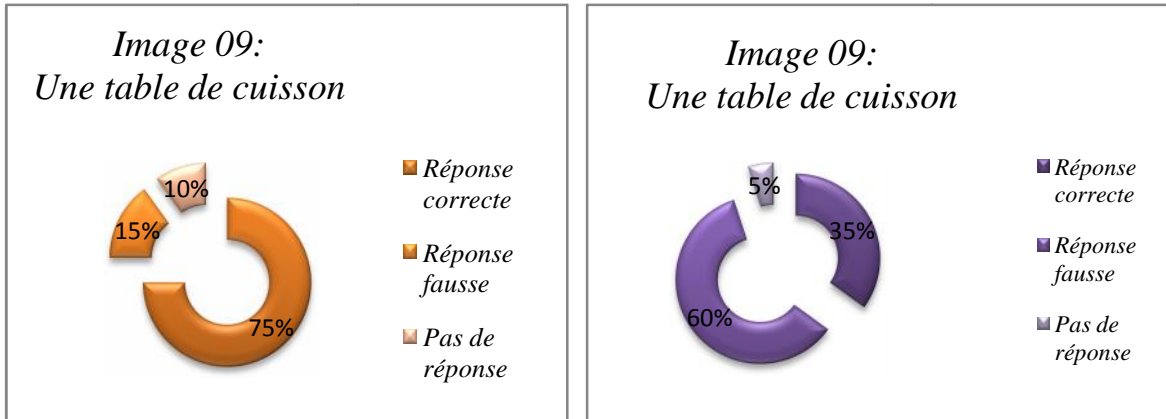 Image 09:
Une table de cuisson
10%
15%
75%
Réponse
correcte
Réponse
fausse
Pas de
réponse
Image 09:
Une table de cuisson
5%
35%
60%
Réponse
correcte
Réponse
fausse
Pas de
réponse